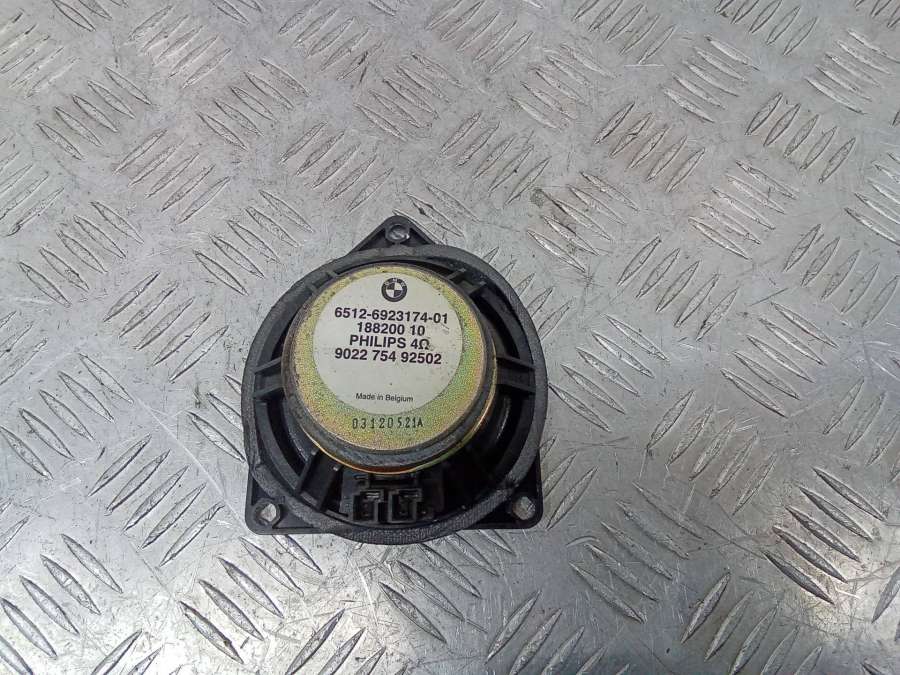 6512-6923174-01
188200 10
PHILIPS 4Ω
9022 754 92502
Made in Belgium
03120521A